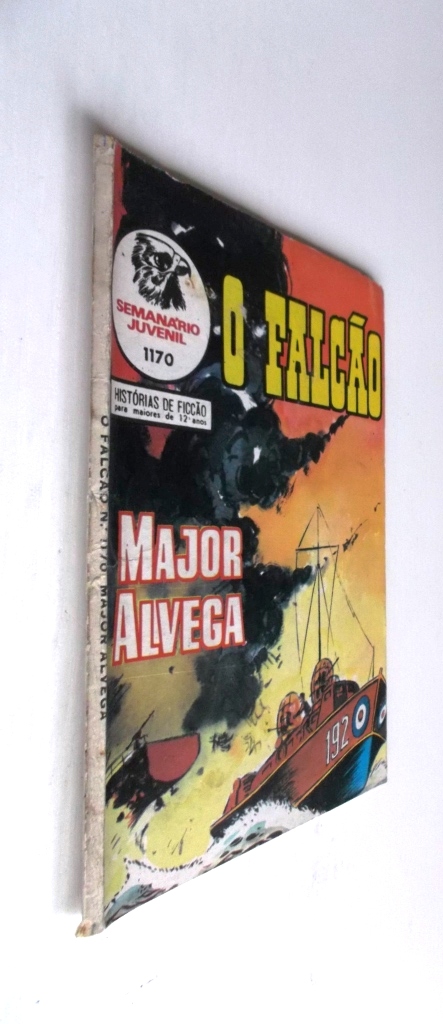 SEMANÁRIO
JUVENIL
1170
O FALCÃO
HISTÓRIAS DE FICÇÃO
para maiores de 12 anos
MAJOR
ALVEGA
192
O FALCÃO N. 1170 MAJOR ALVEGA